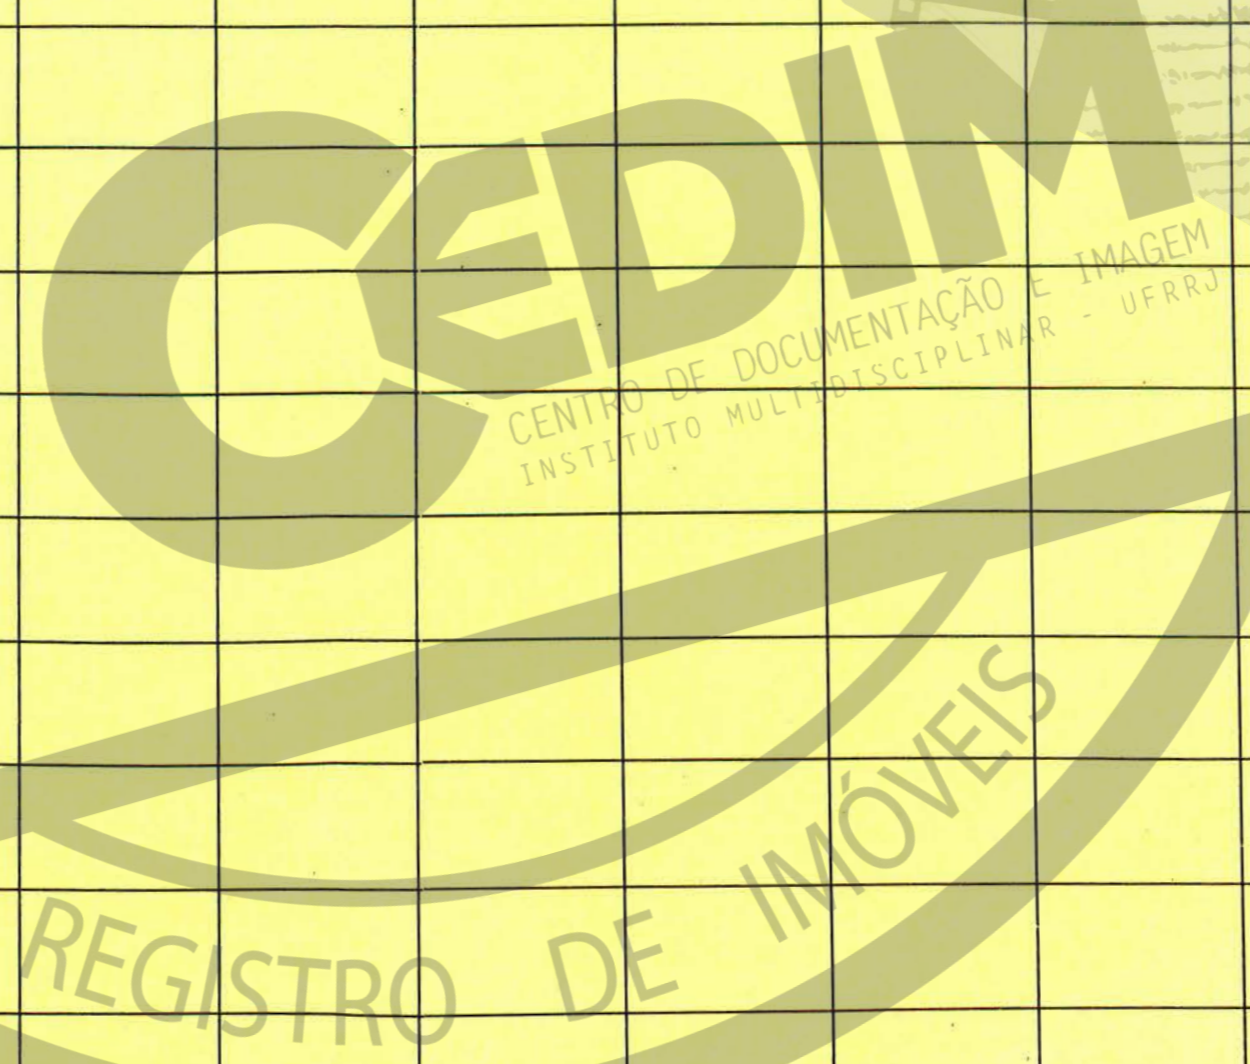 CEDIM
CENTRO DE DOCUMENTAÇÃO E IMAGEM
INSTITUTO MULTIDISCIPLINAR - UFRRJ
REGISTRO DE IMÓVEIS